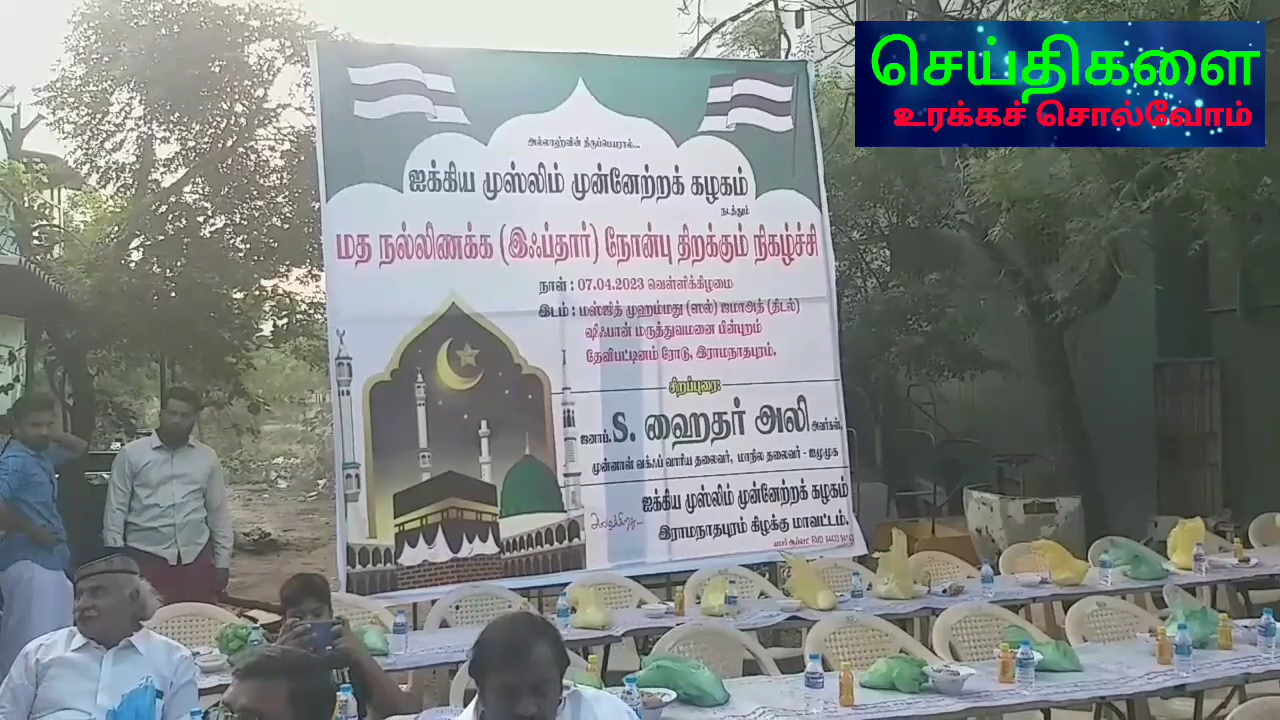 செய்திகளை
உரக்கச் சொல்வோம்
அல்லாஹ்வின் திருப்பெயரால்...
ஐக்கிய முஸ்லிம் முன்னேற்றக் கழகம்
நடத்தும்
மத நல்லிணக்க (இஃப்தார்) நோன்பு திறக்கும் நிகழ்ச்சி
நாள் : 07.04.2023 வெள்ளிக்கிழமை
இடம் : மஸ்ஜித் முஹம்மது (ஸல்) ஜமாஅத் (திடல்)
ஷிஃபான் மருத்துவமனை பின்புறம்
தேவிபட்டினம் ரோடு, இராமநாதபுரம்.
சிறப்புரை:
ஜனாப். S. ஹைதர் அலி அவர்கள்,
முன்னாள் வக்ஃப் வாரிய தலைவர், மாநில தலைவர் - ஐமுமுக
அழைக்கிறது...
ஐக்கிய முஸ்லிம் முன்னேற்றக் கழகம்
இராமநாதபுரம் கிழக்கு மாவட்டம்.